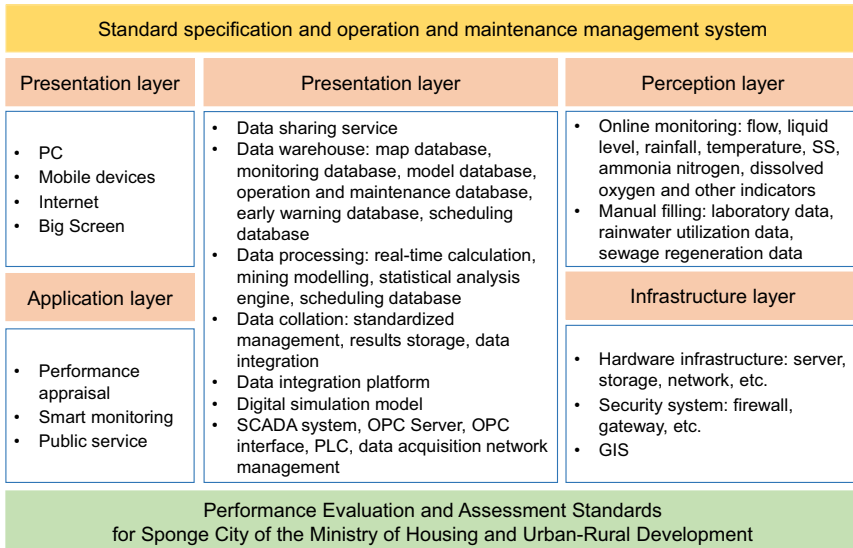 Standard specification and operation and maintenance management system
Presentation layer
• PC
• Mobile devices
• Internet
• Big Screen
Application layer
• Performance
appraisal
• Smart monitoring
• Public service
Presentation layer
• Data sharing service
• Data warehouse: map database,
monitoring database, model database,
operation and maintenance database,
early warning database, scheduling
database
• Data processing: real-time calculation,
mining modelling, statistical analysis
engine, scheduling database
• Data collation: standardized
management, results storage, data
integration
• Data integration platform
• Digital simulation model
• SCADA system, OPC Server, OPC
interface, PLC, data acquisition network
management
Perception layer
• Online monitoring: flow, liquid
level, rainfall, temperature, SS,
ammonia nitrogen, dissolved
oxygen and other indicators
• Manual filling: laboratory data,
rainwater utilization data,
sewage regeneration data
Infrastructure layer
• Hardware infrastructure: server,
storage, network, etc.
• Security system: firewall,
gateway, etc.
• GIS
Performance Evaluation and Assessment Standards
for Sponge City of the Ministry of Housing and Urban-Rural Development